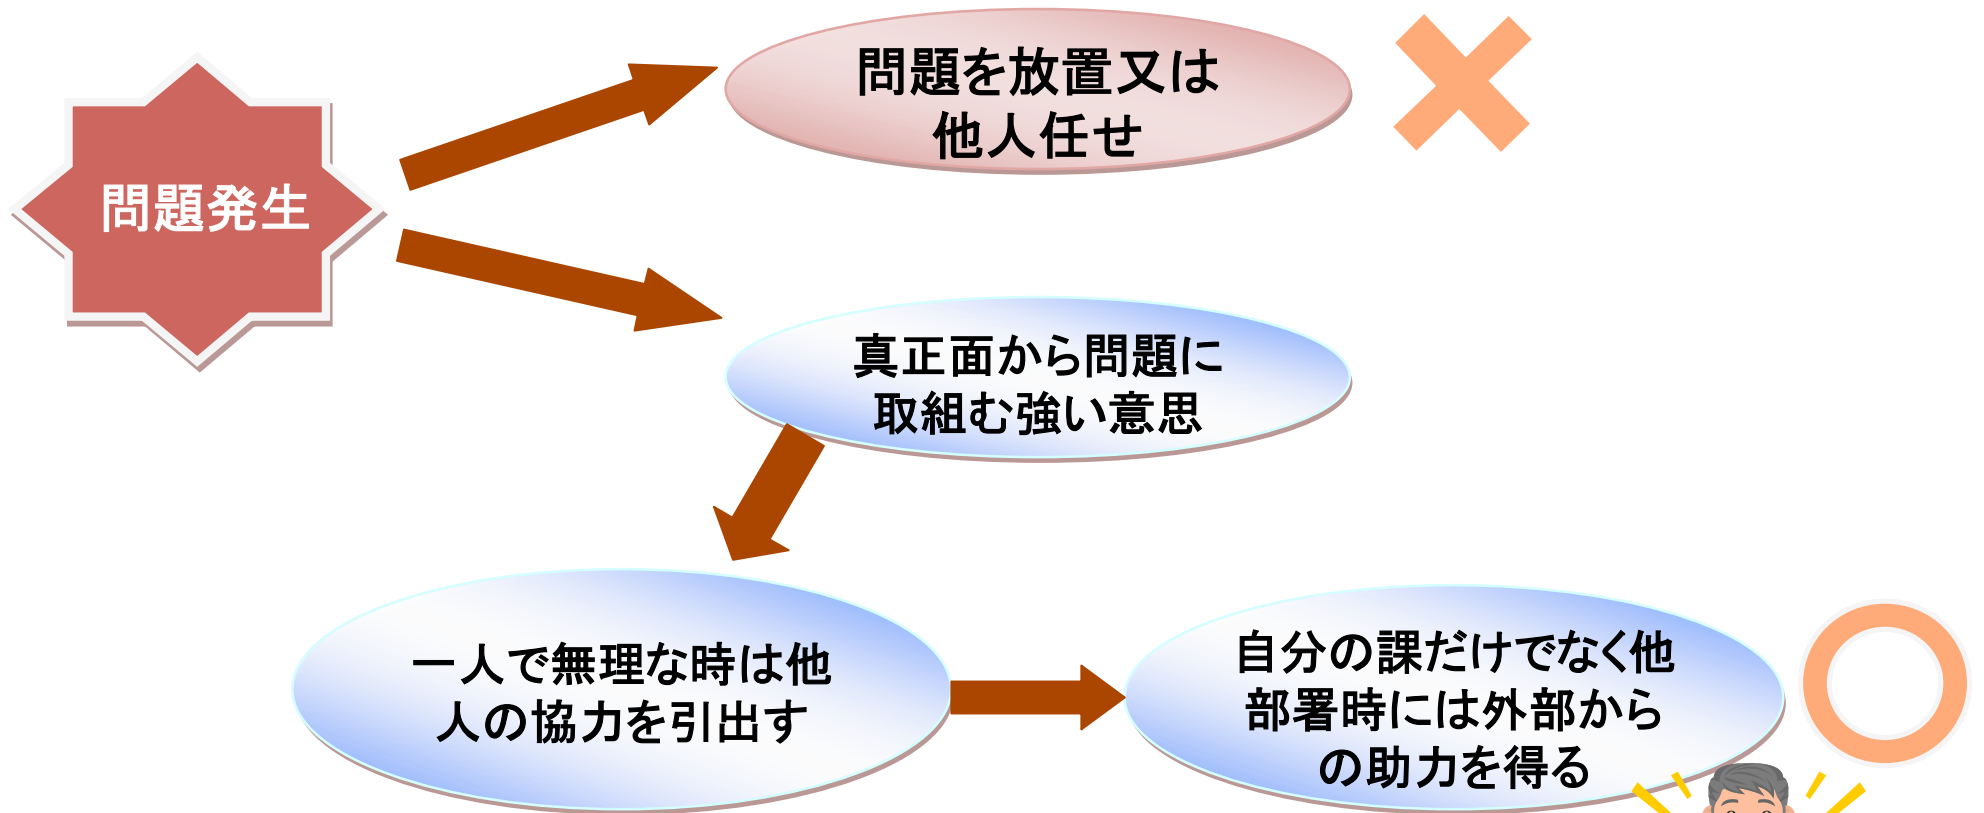 問題を放置又は
他人任せ
問題発生
真正面から問題に
取組む強い意思
一人で無理な時は他
人の協力を引出す
自分の課だけでなく他
部署時には外部から
の助力を得る